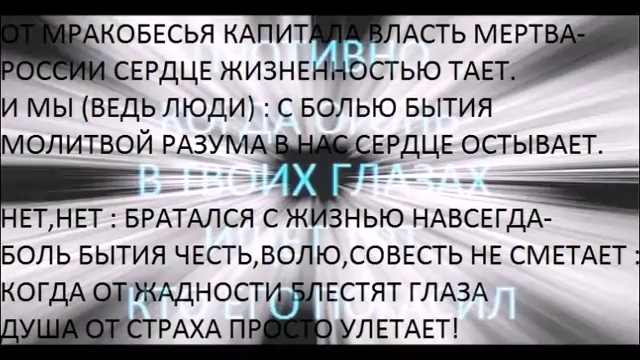 ОТ МРАКОБЕСЬЯ КАПИТАЛА ВЛАСТЬ МЕРТВА-
РОССИИ СЕРДЦЕ ЖИЗНЕННОСТЬЮ ТАЕТ.
И МЫ (ВЕДЬ ЛЮДИ) : С БОЛЬЮ БЫТИЯ
МОЛИТВОЙ РАЗУМА В НАС СЕРДЦЕ ОСТЫВАЕТ.
В ТВОИХ ГЛАЗАХ
НЕТ,НЕТ : БРАТАЛСЯ С ЖИЗНЬЮ НАВСЕГДА-
БОЛЬ БЫТИЯ ЧЕСТЬ,ВОЛЮ,СОВЕСТЬ НЕ СМЕТАЕТ :
КОГДА ОТ ЖАДНОСТИ БЛЕСТЯТ ГЛАЗА
ДУША ОТ СТРАХА ПРОСТО УЛЕТАЕТ!